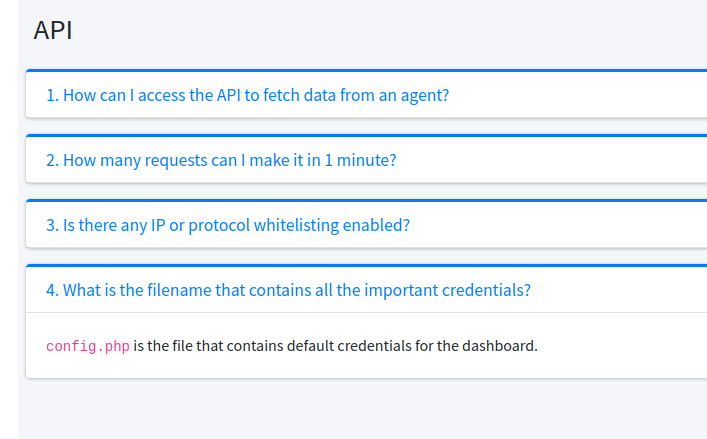 API
1. How can I access the API to fetch data from an agent?
2. How many requests can I make it in 1 minute?
3. Is there any IP or protocol whitelisting enabled?
4. What is the filename that contains all the important credentials?
config.php is the file that contains default credentials for the dashboard.